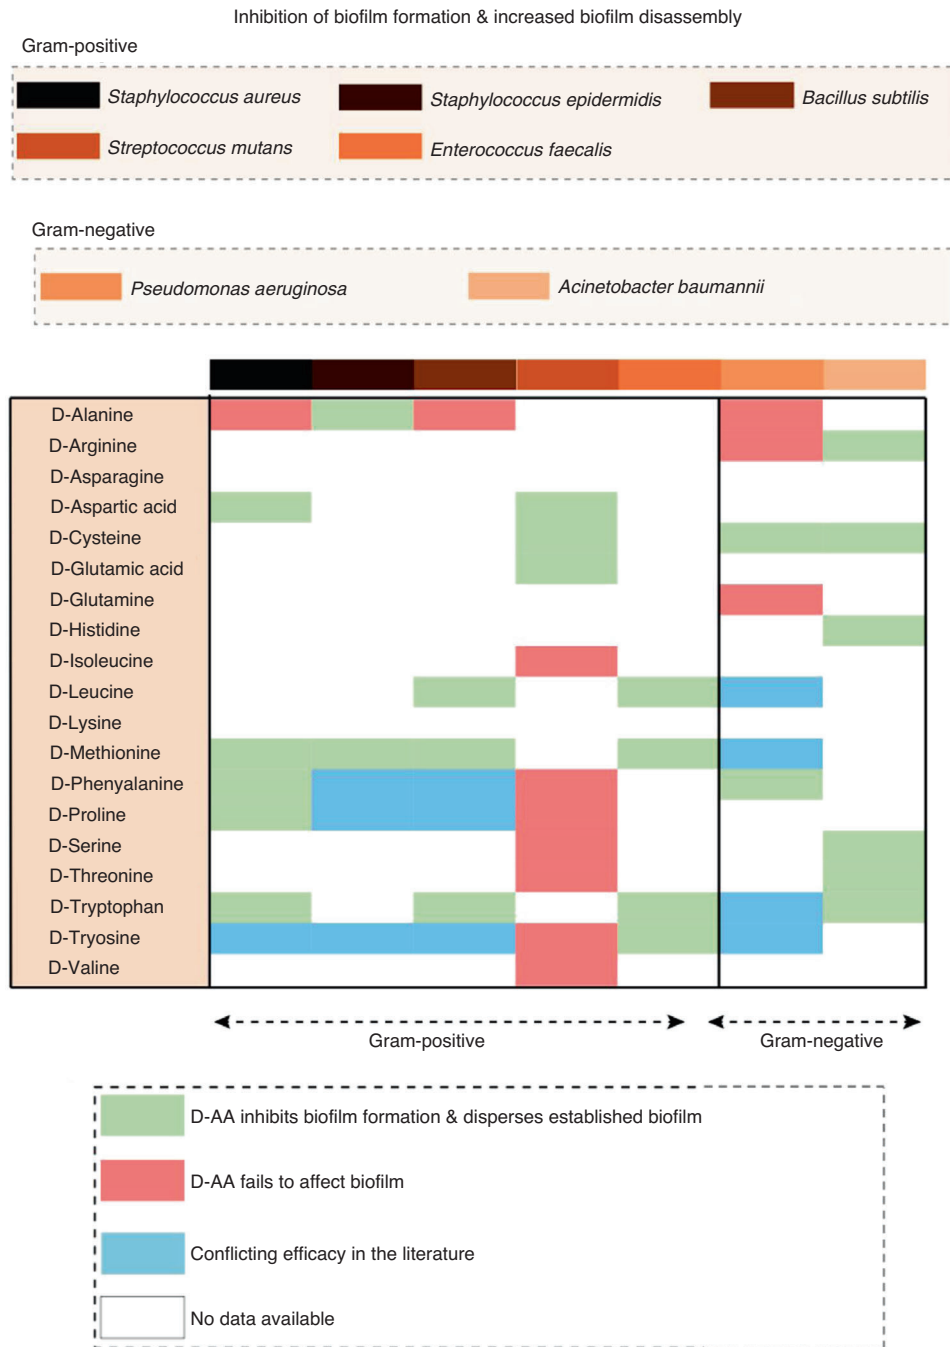 Inhibition of biofilm formation & increased biofilm disassembly
Gram-positive
Staphylococcus aureus Staphylococcus epidermidis Bacillus subtilis
Streptococcus mutans Enterococcus faecalis
Gram-negative
Pseudomonas aeruginosa Acinetobacter baumannii
D-Alanine
D-Arginine
D-Asparagine
D-Aspartic acid
D-Cysteine
D-Glutamic acid
D-Glutamine
D-Histidine
D-Isoleucine
D-Leucine
D-Lysine
D-Methionine
D-Phenyalanine
D-Proline
D-Serine
D-Threonine
D-Tryptophan
D-Tryosine
D-Valine
Gram-positive Gram-negative
D-AA inhibits biofilm formation & disperses established biofilm
D-AA fails to affect biofilm
Conflicting efficacy in the literature
No data available